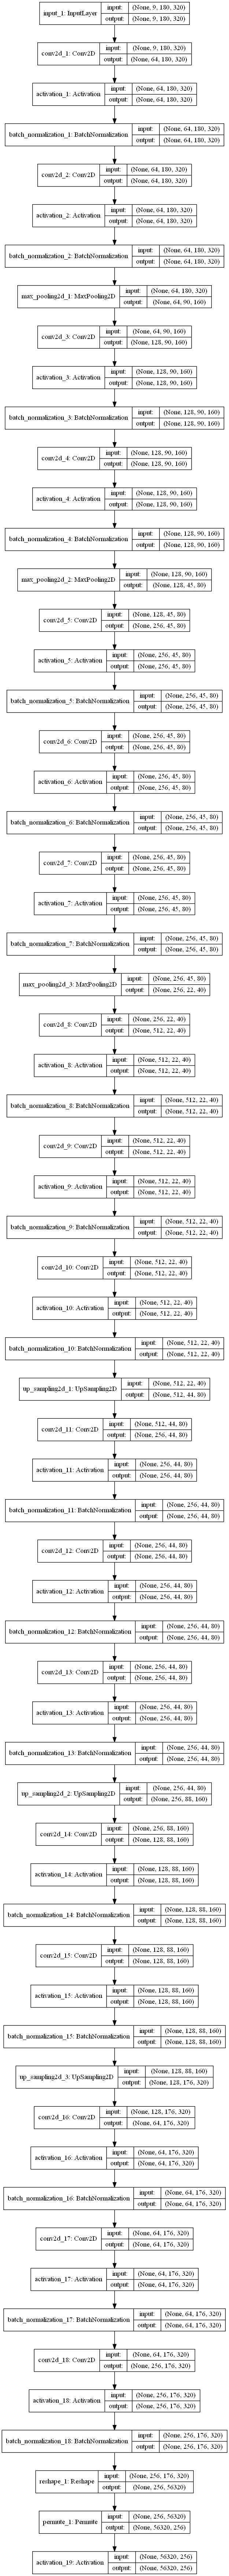 input_1: InputLayer
input: (None, 9, 180, 320)
output: (None, 9, 180, 320)
conv2d_1: Conv2D
input: (None, 9, 180, 320)
output: (None, 64, 180, 320)
activation_1: Activation
input: (None, 64, 180, 320)
output: (None, 64, 180, 320)
batch_normalization_1: BatchNormalization
input: (None, 64, 180, 320)
output: (None, 64, 180, 320)
conv2d_2: Conv2D
input: (None, 64, 180, 320)
output: (None, 64, 180, 320)
activation_2: Activation
input: (None, 64, 180, 320)
output: (None, 64, 180, 320)
batch_normalization_2: BatchNormalization
input: (None, 64, 180, 320)
output: (None, 64, 180, 320)
max_pooling2d_1: MaxPooling2D
input: (None, 64, 180, 320)
output: (None, 64, 90, 160)
conv2d_3: Conv2D
input: (None, 64, 90, 160)
output: (None, 128, 90, 160)
activation_3: Activation
input: (None, 128, 90, 160)
output: (None, 128, 90, 160)
batch_normalization_3: BatchNormalization
input: (None, 128, 90, 160)
output: (None, 128, 90, 160)
conv2d_4: Conv2D
input: (None, 128, 90, 160)
output: (None, 128, 90, 160)
activation_4: Activation
input: (None, 128, 90, 160)
output: (None, 128, 90, 160)
batch_normalization_4: BatchNormalization
input: (None, 128, 90, 160)
output: (None, 128, 90, 160)
max_pooling2d_2: MaxPooling2D
input: (None, 128, 90, 160)
output: (None, 128, 45, 80)
conv2d_5: Conv2D
input: (None, 128, 45, 80)
output: (None, 256, 45, 80)
activation_5: Activation
input: (None, 256, 45, 80)
output: (None, 256, 45, 80)
batch_normalization_5: BatchNormalization
input: (None, 256, 45, 80)
output: (None, 256, 45, 80)
conv2d_6: Conv2D
input: (None, 256, 45, 80)
output: (None, 256, 45, 80)
activation_6: Activation
input: (None, 256, 45, 80)
output: (None, 256, 45, 80)
batch_normalization_6: BatchNormalization
input: (None, 256, 45, 80)
output: (None, 256, 45, 80)
conv2d_7: Conv2D
input: (None, 256, 45, 80)
output: (None, 256, 45, 80)
activation_7: Activation
input: (None, 256, 45, 80)
output: (None, 256, 45, 80)
batch_normalization_7: BatchNormalization
input: (None, 256, 45, 80)
output: (None, 256, 45, 80)
max_pooling2d_3: MaxPooling2D
input: (None, 256, 45, 80)
output: (None, 256, 22, 40)
conv2d_8: Conv2D
input: (None, 256, 22, 40)
output: (None, 512, 22, 40)
activation_8: Activation
input: (None, 512, 22, 40)
output: (None, 512, 22, 40)
batch_normalization_8: BatchNormalization
input: (None, 512, 22, 40)
output: (None, 512, 22, 40)
conv2d_9: Conv2D
input: (None, 512, 22, 40)
output: (None, 512, 22, 40)
activation_9: Activation
input: (None, 512, 22, 40)
output: (None, 512, 22, 40)
batch_normalization_9: BatchNormalization
input: (None, 512, 22, 40)
output: (None, 512, 22, 40)
conv2d_10: Conv2D
input: (None, 512, 22, 40)
output: (None, 512, 22, 40)
activation_10: Activation
input: (None, 512, 22, 40)
output: (None, 512, 22, 40)
batch_normalization_10: BatchNormalization
input: (None, 512, 22, 40)
output: (None, 512, 22, 40)
up_sampling2d_1: UpSampling2D
input: (None, 512, 22, 40)
output: (None, 512, 44, 80)
conv2d_11: Conv2D
input: (None, 512, 44, 80)
output: (None, 256, 44, 80)
activation_11: Activation
input: (None, 256, 44, 80)
output: (None, 256, 44, 80)
batch_normalization_11: BatchNormalization
input: (None, 256, 44, 80)
output: (None, 256, 44, 80)
conv2d_12: Conv2D
input: (None, 256, 44, 80)
output: (None, 256, 44, 80)
activation_12: Activation
input: (None, 256, 44, 80)
output: (None, 256, 44, 80)
batch_normalization_12: BatchNormalization
input: (None, 256, 44, 80)
output: (None, 256, 44, 80)
conv2d_13: Conv2D
input: (None, 256, 44, 80)
output: (None, 256, 44, 80)
activation_13: Activation
input: (None, 256, 44, 80)
output: (None, 256, 44, 80)
batch_normalization_13: BatchNormalization
input: (None, 256, 44, 80)
output: (None, 256, 44, 80)
up_sampling2d_2: UpSampling2D
input: (None, 256, 44, 80)
output: (None, 256, 88, 160)
conv2d_14: Conv2D
input: (None, 256, 88, 160)
output: (None, 128, 88, 160)
activation_14: Activation
input: (None, 128, 88, 160)
output: (None, 128, 88, 160)
batch_normalization_14: BatchNormalization
input: (None, 128, 88, 160)
output: (None, 128, 88, 160)
conv2d_15: Conv2D
input: (None, 128, 88, 160)
output: (None, 128, 88, 160)
activation_15: Activation
input: (None, 128, 88, 160)
output: (None, 128, 88, 160)
batch_normalization_15: BatchNormalization
input: (None, 128, 88, 160)
output: (None, 128, 88, 160)
up_sampling2d_3: UpSampling2D
input: (None, 128, 88, 160)
output: (None, 128, 176, 320)
conv2d_16: Conv2D
input: (None, 128, 176, 320)
output: (None, 64, 176, 320)
activation_16: Activation
input: (None, 64, 176, 320)
output: (None, 64, 176, 320)
batch_normalization_16: BatchNormalization
input: (None, 64, 176, 320)
output: (None, 64, 176, 320)
conv2d_17: Conv2D
input: (None, 64, 176, 320)
output: (None, 64, 176, 320)
activation_17: Activation
input: (None, 64, 176, 320)
output: (None, 64, 176, 320)
batch_normalization_17: BatchNormalization
input: (None, 64, 176, 320)
output: (None, 64, 176, 320)
conv2d_18: Conv2D
input: (None, 64, 176, 320)
output: (None, 256, 176, 320)
activation_18: Activation
input: (None, 256, 176, 320)
output: (None, 256, 176, 320)
batch_normalization_18: BatchNormalization
input: (None, 256, 176, 320)
output: (None, 256, 176, 320)
reshape_1: Reshape
input: (None, 256, 176, 320)
output: (None, 256, 56320)
permute_1: Permute
input: (None, 256, 56320)
output: (None, 56320, 256)
activation_19: Activation
input: (None, 56320, 256)
output: (None, 56320, 256)